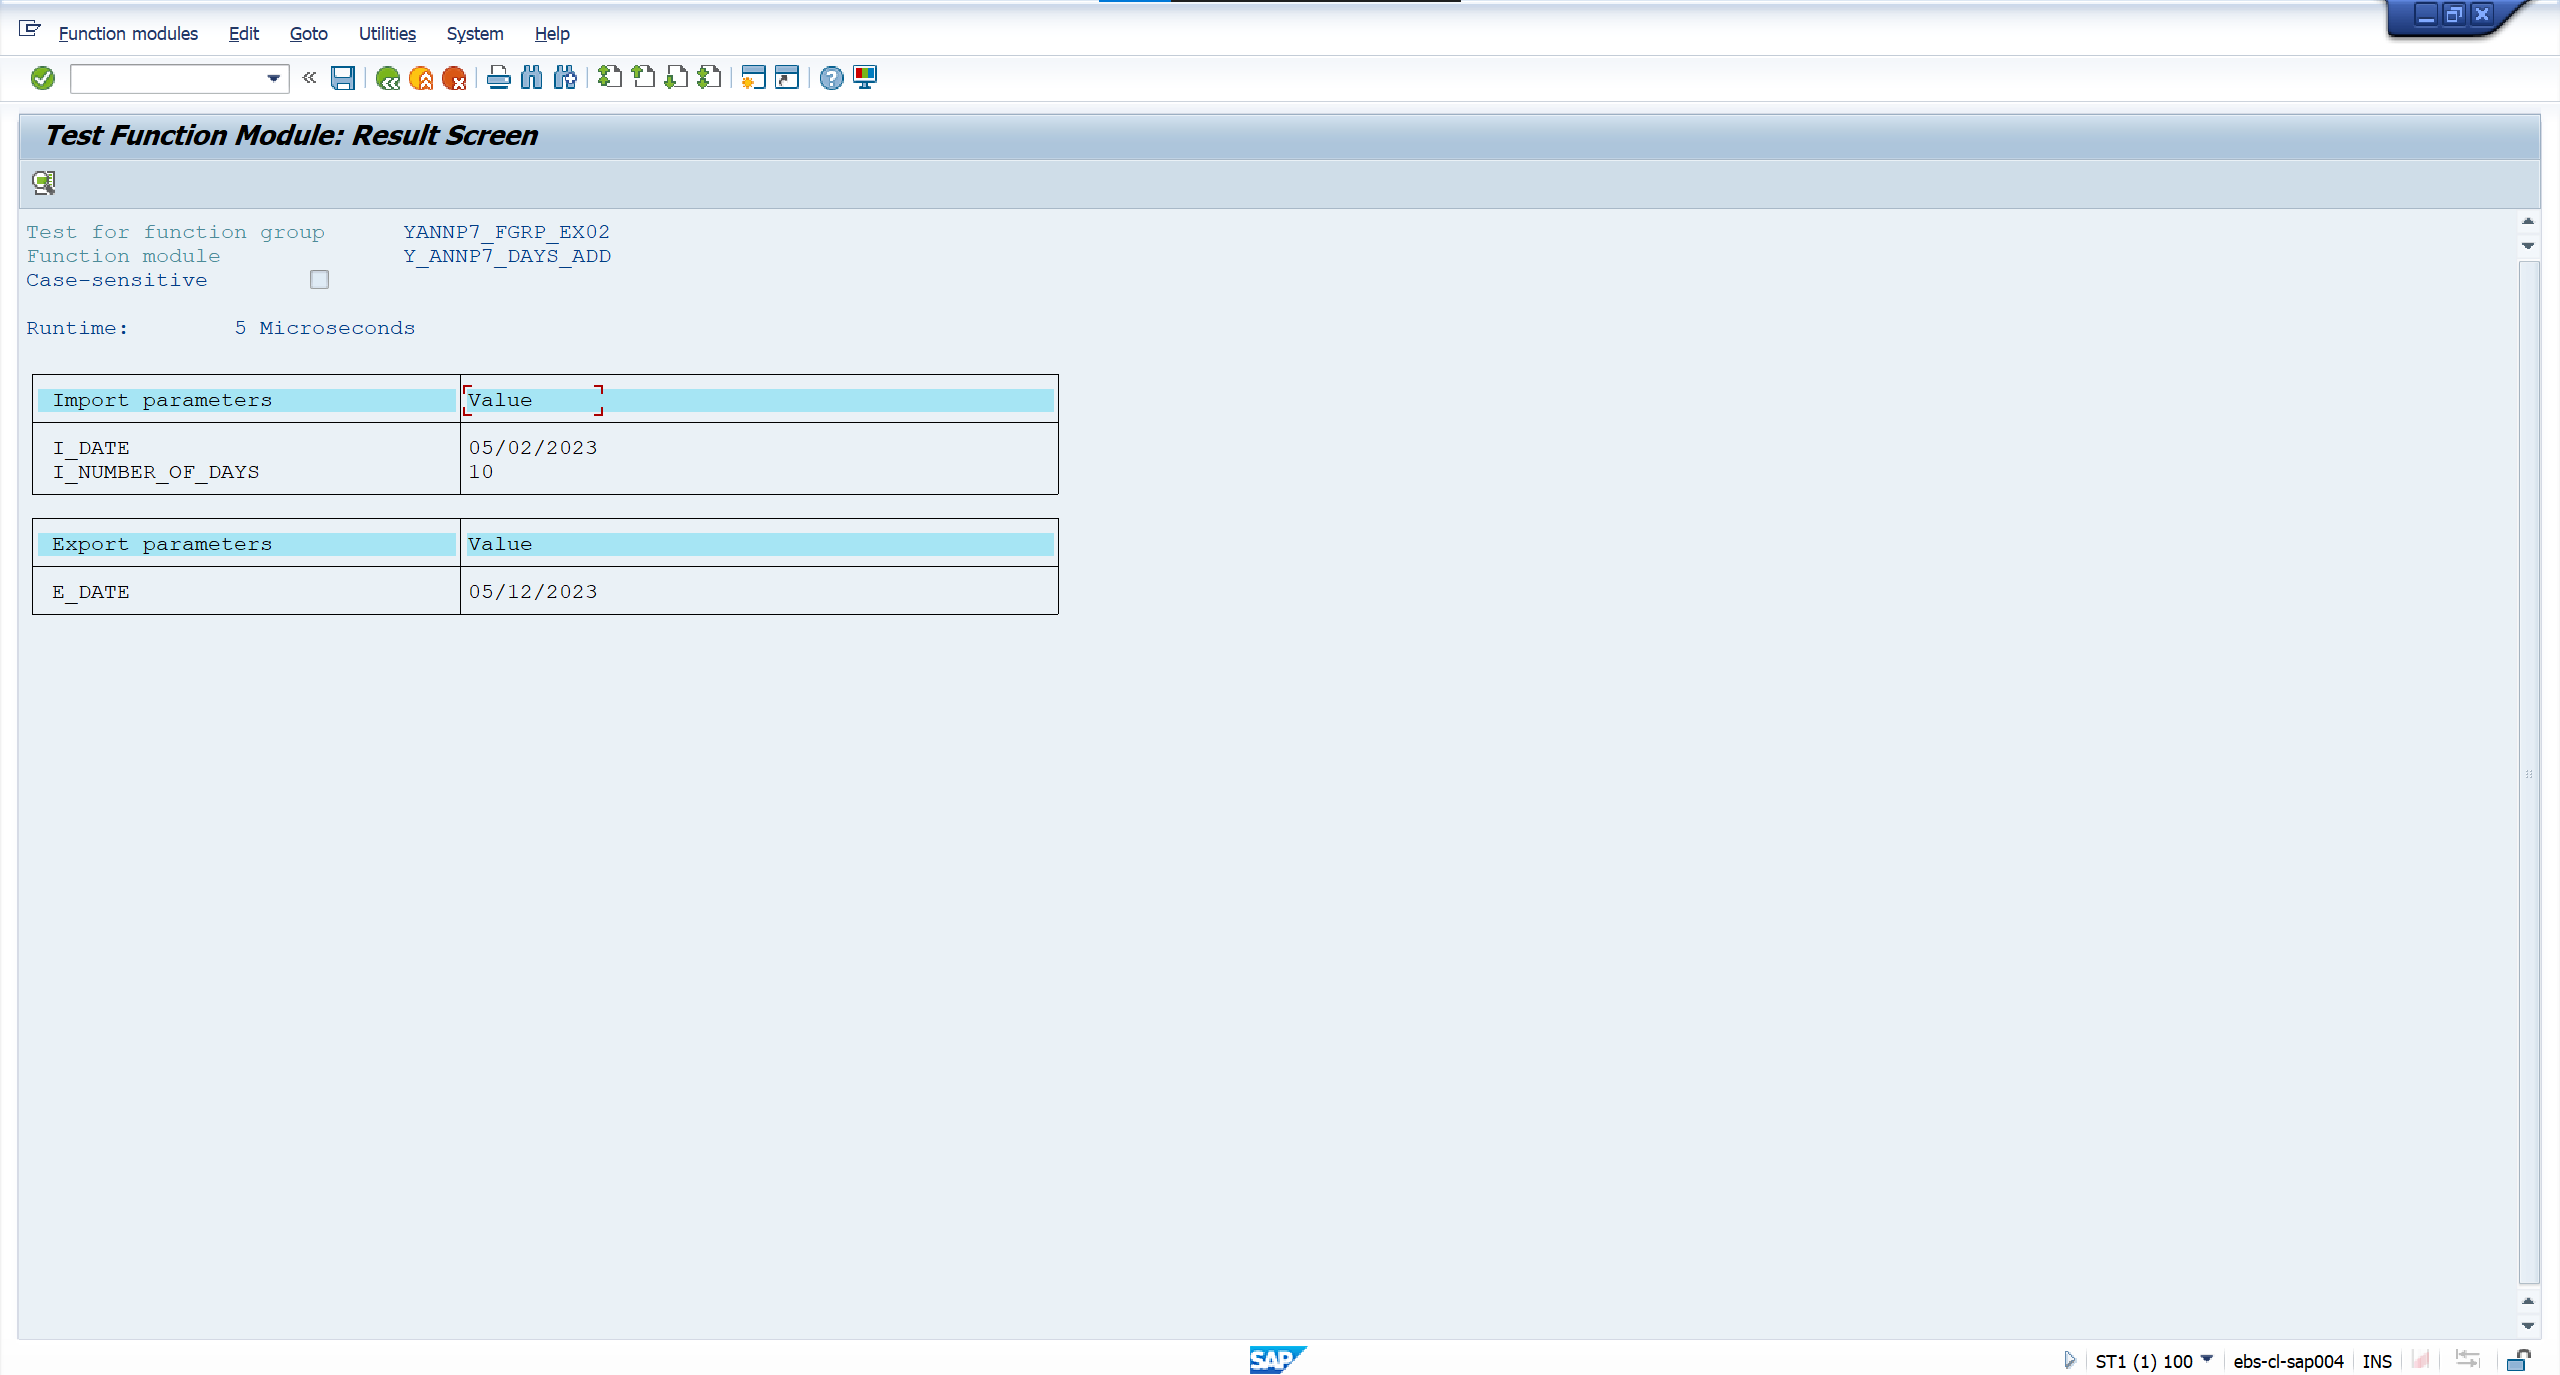 Function modules Edit Goto Utilities System Help
Test Function Module: Result Screen
Test for function group YANNP7_FGRP_EX02
Function module Y_ANNP7_DAYS_ADD
Case-sensitive
Runtime: 5 Microseconds
Import parameters Value
I_DATE 05/02/2023
I_NUMBER_OF_DAYS 10
Export parameters Value
E_DATE 05/12/2023
SAP ST1 (1) 100 ebs-cl-sap004 INS